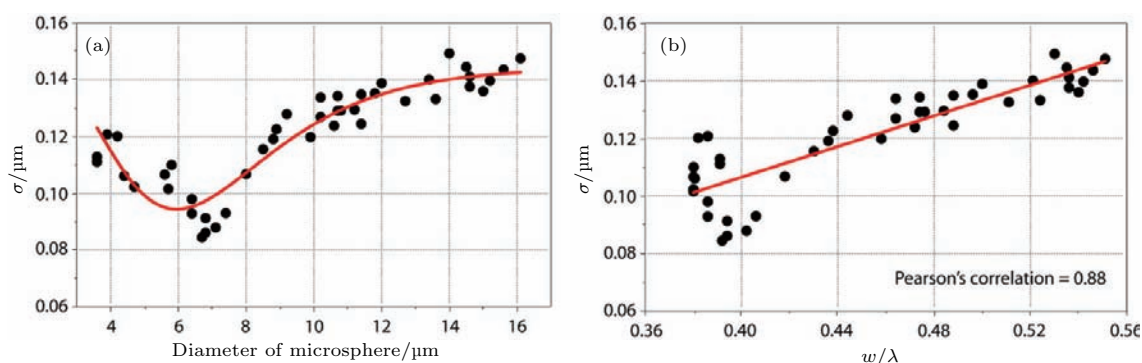 (a)
0.16
0.14
0.12
0.10
0.08
0.06
σ/µm
4 6 8 10 12 14 16
Diameter of microsphere/µm
(b)
0.16
0.14
0.12
0.10
0.08
0.06
σ/µm
Pearson's correlation = 0.88
0.36 0.40 0.44 0.48 0.52 0.56
w/λ